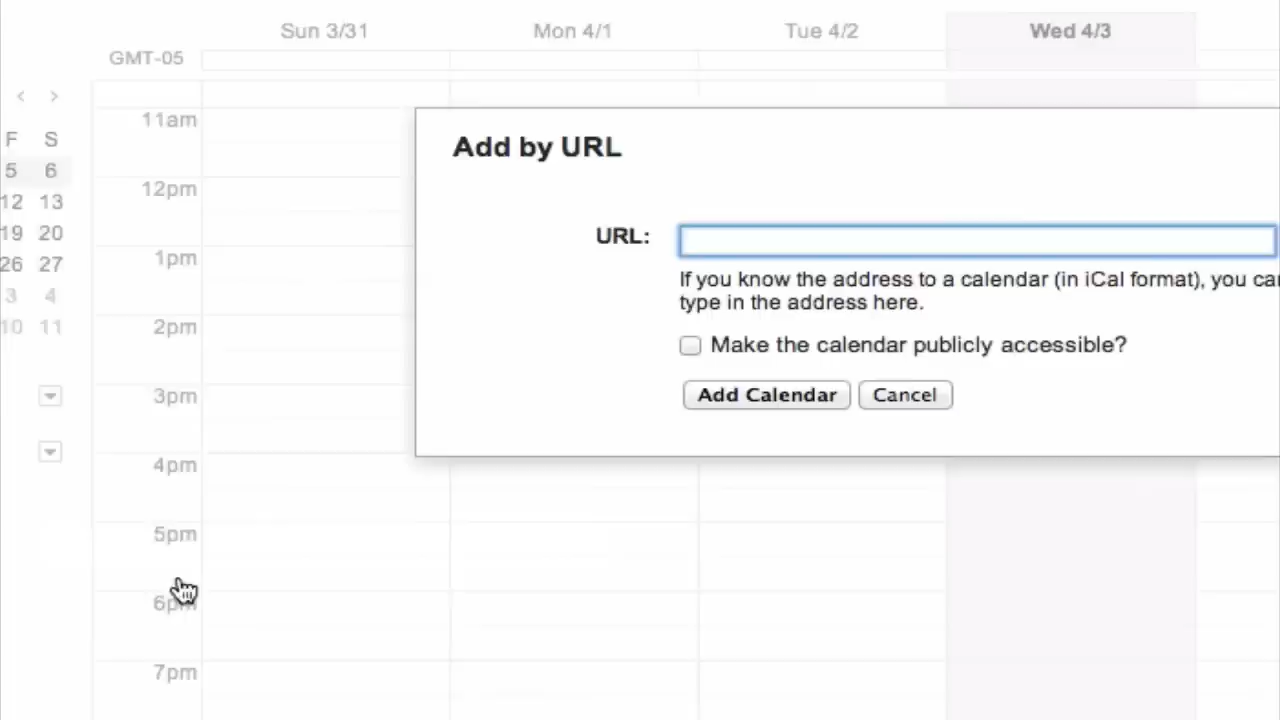 Sun 3/31 Mon 4/1 Tue 4/2 Wed 4/3
GMT-05
< >
F S
5 6
12 13
19 20
26 27
3 4
10 11
11am
12pm
1pm
2pm
3pm
4pm
5pm
6pm
7pm
Add by URL
URL:
If you know the address to a calendar (in iCal format), you
type in the address here.
Make the calendar publicly accessible?
Add Calendar Cancel